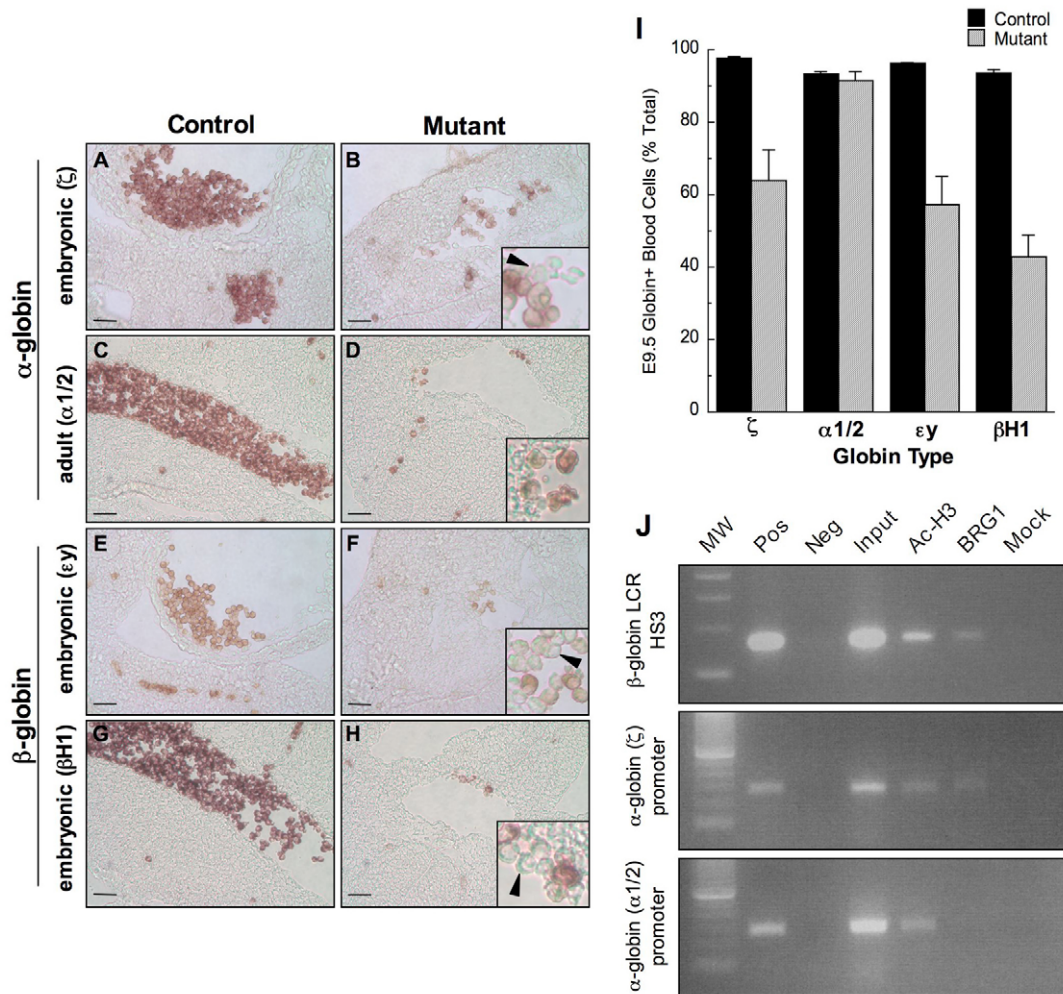 Control
Mutant
α-globin
embryonic (ζ)
A
B
adult (α1/2)
C
D
β-globin
embryonic (εy)
E
F
embryonic (βH1)
G
H
I
Control
Mutant
E9.5 Globin+ Blood Cells (% Total)
100
80
60
40
20
0
ζ
α1/2
εy
βH1
Globin Type
J
MW
Pos
Neg
Input
Ac-H3
BRG1
Mock
β-globin LCR
HS3
α-globin (ζ)
promoter
α-globin (α1/2)
promoter